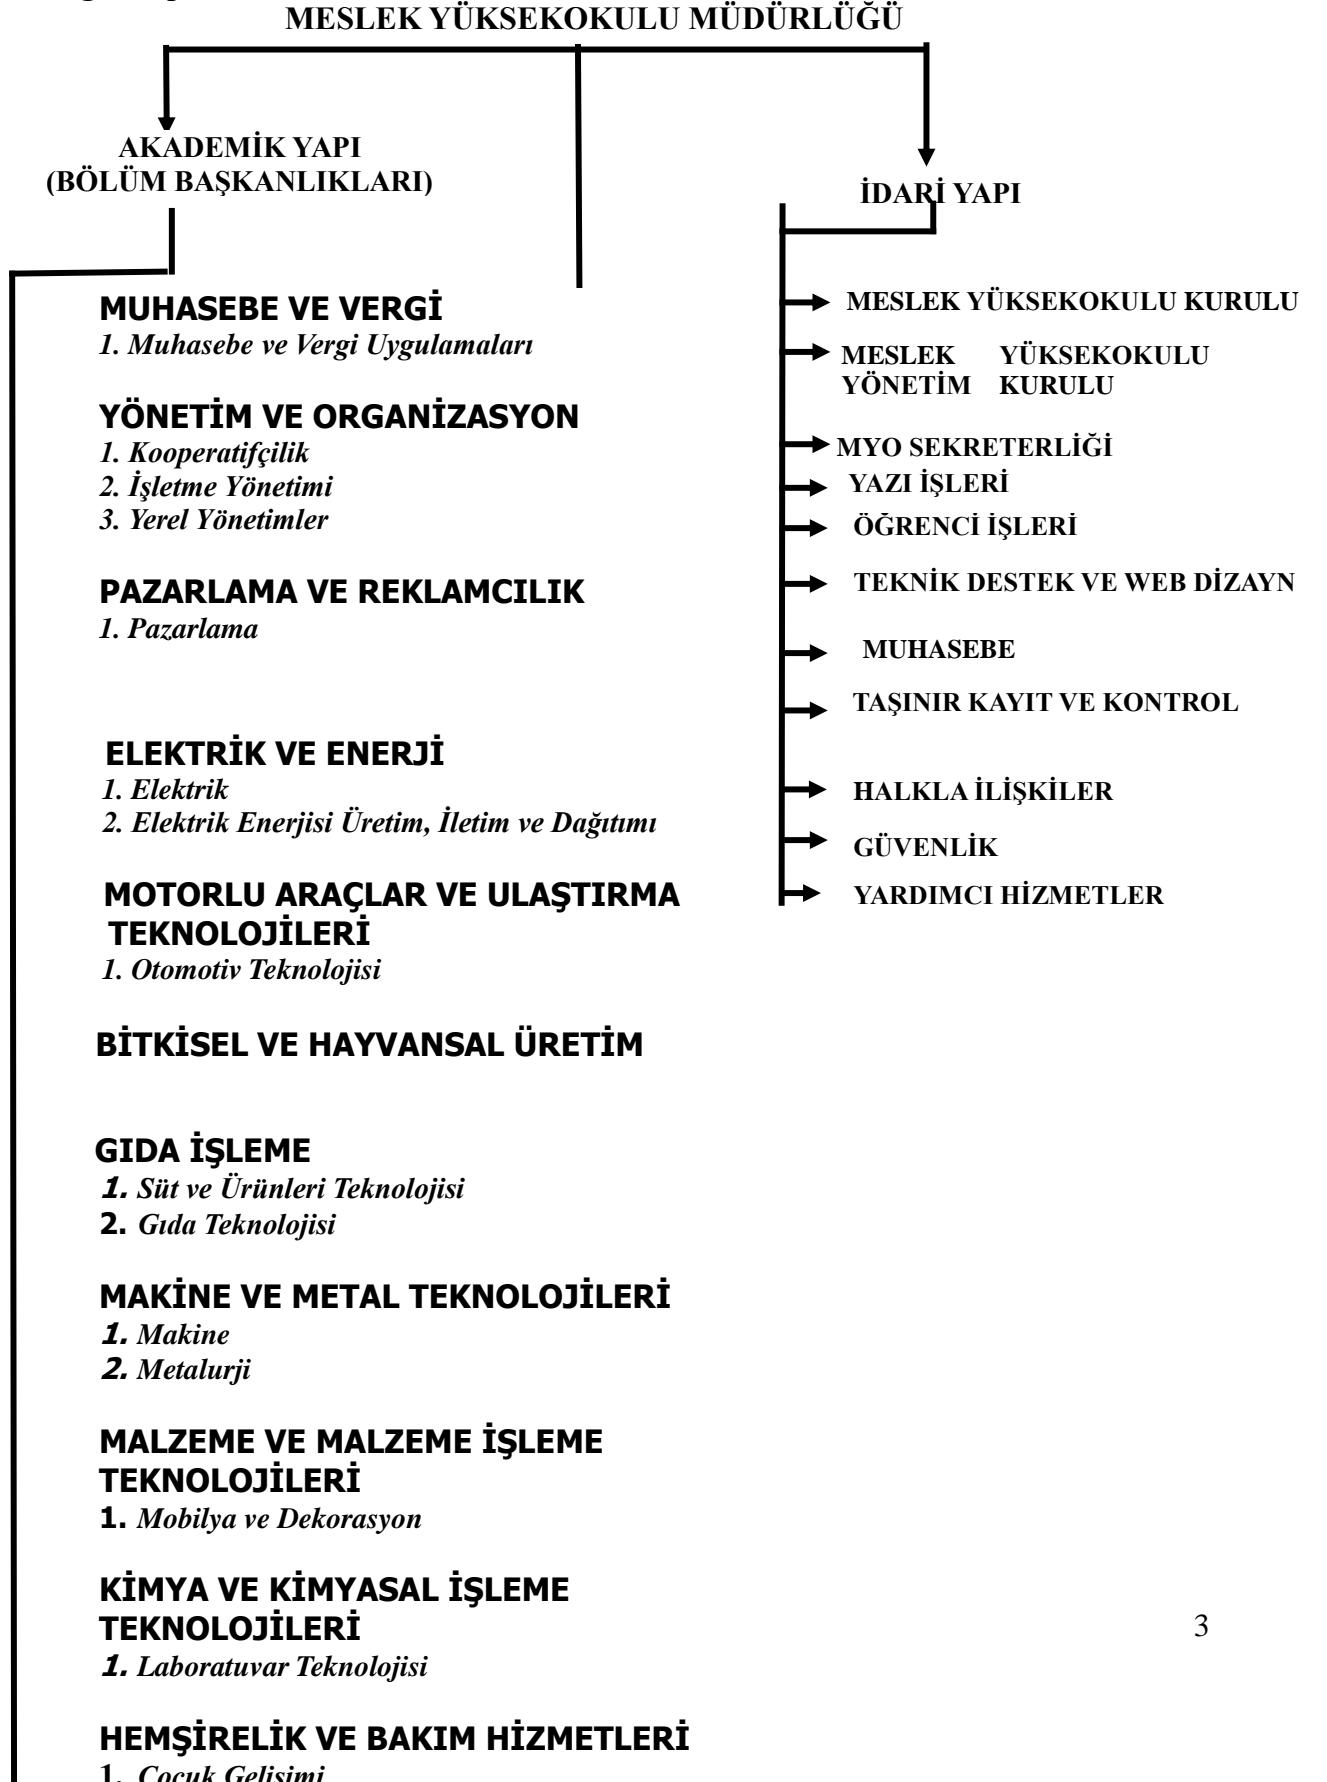 MESLEK YÜKSEKOKULU MÜDÜRLÜĞÜ
AKADEMİK YAPI
(BÖLÜM BAŞKANLIKLARI)
İDARİ YAPI
MUHASEBE VE VERGİ
1. Muhasebe ve Vergi Uygulamaları
YÖNETİM VE ORGANİZASYON
1. Kooperatifçilik
2. İşletme Yönetimi
3. Yerel Yönetimler
PAZARLAMA VE REKLAMCILIK
1. Pazarlama
ELEKTRİK VE ENERJİ
1. Elektrik
2. Elektrik Enerjisi Üretim, İletim ve Dağıtımı
MOTORLU ARAÇLAR VE ULAŞTIRMA
TEKNOLOJİLERİ
1. Otomotiv Teknolojisi
BİTKİSEL VE HAYVANSAL ÜRETİM
GIDA İŞLEME
1. Süt ve Ürünleri Teknolojisi
2. Gıda Teknolojisi
MAKİNE VE METAL TEKNOLOJİLERİ
1. Makine
2. Metalurji
MALZEME VE MALZEME İŞLEME
TEKNOLOJİLERİ
1. Mobilya ve Dekorasyon
KİMYA VE KİMYASAL İŞLEME
TEKNOLOJİLERİ
1. Laboratuvar Teknolojisi
HEMŞİRELİK VE BAKIM HİZMETLERİ
1. Çocuk Gelişimi
MESLEK YÜKSEKOKULU KURULU
MESLEK YÜKSEKOKULU
YÖNETİM KURULU
MYO SEKRETERLİĞİ
YAZI İŞLERİ
ÖĞRENCİ İŞLERİ
TEKNİK DESTEK VE WEB DİZAYN
MUHASEBE
TAŞINIR KAYIT VE KONTROL
HALKLA İLİŞKİLER
GÜVENLİK
YARDIMCI HİZMETLER
3